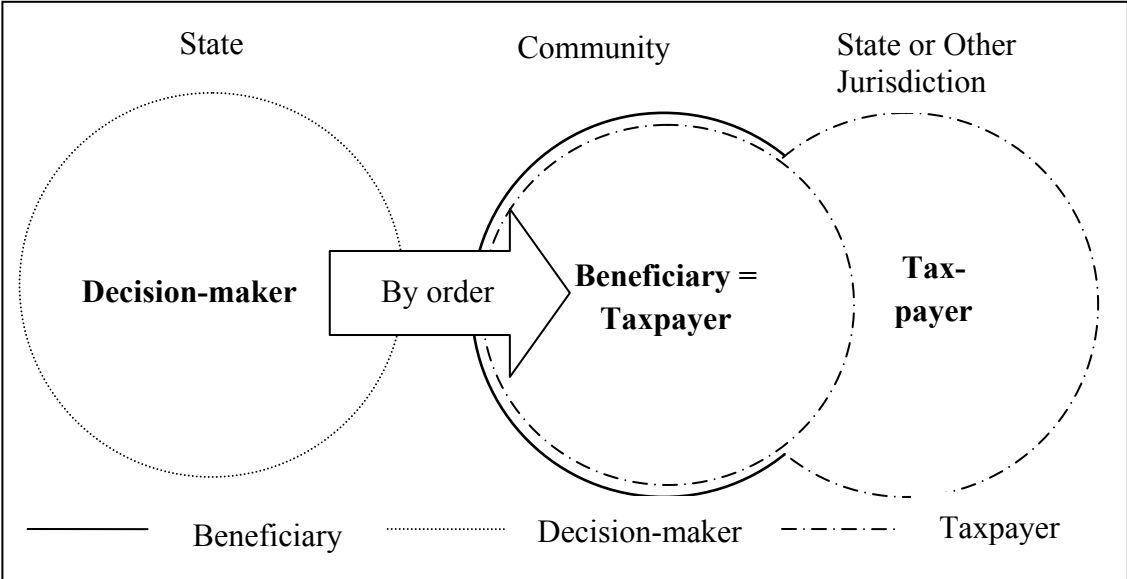 State
Community
State or Other
Jurisdiction
Decision-maker
By order
Beneficiary =
Taxpayer
Tax-
payer
Beneficiary
Decision-maker
Taxpayer